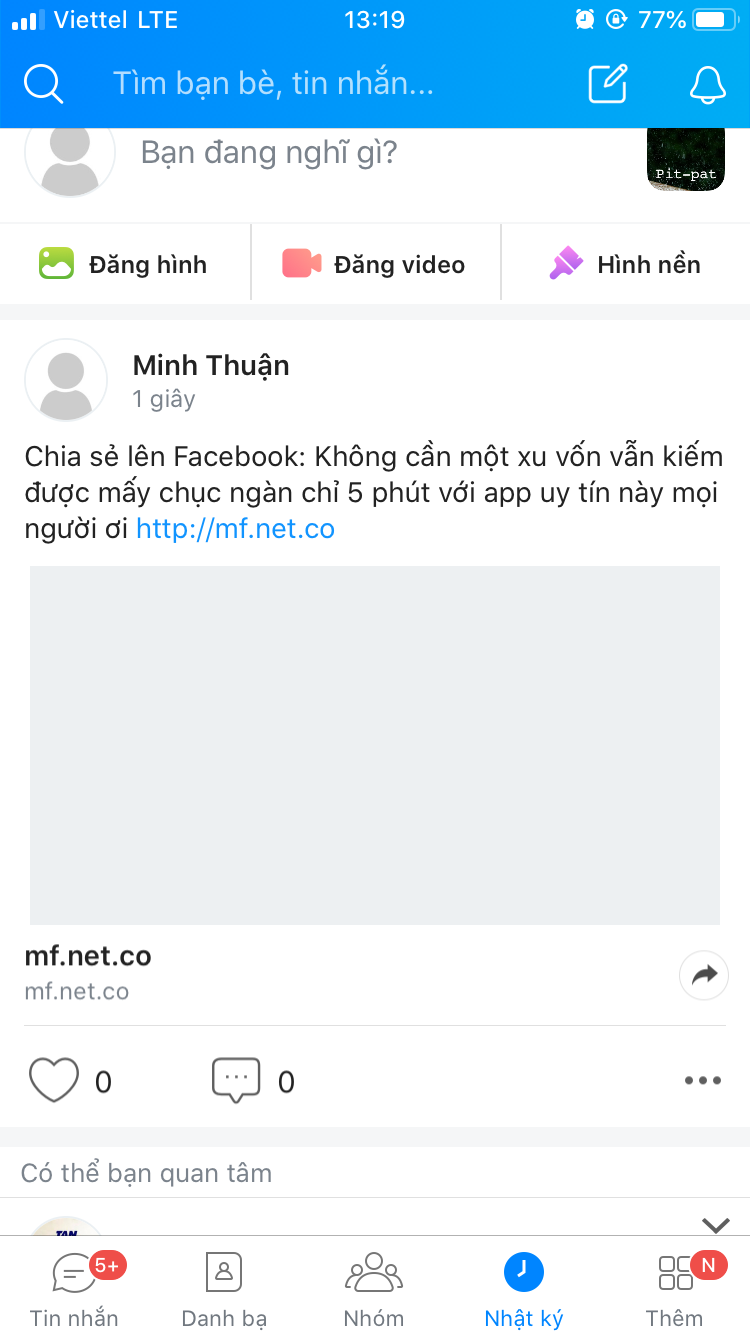 Viettel LTE 13:19 77%
Tìm bạn bè, tin nhắn...
Bạn đang nghĩ gì?
Pit-pat
Đăng hình Đăng video Hình nền
Minh Thuận
1 giây
Chia sẻ lên Facebook: Không cần một xu vốn vẫn kiếm
được mấy chục ngàn chỉ 5 phút với app uy tín này mọi
người ơi http://mf.net.co
mf.net.co
mf.net.co
0 0
Có thể bạn quan tâm
TAN
5+ N
Tin nhắn Danh bạ Nhóm Nhật ký Thêm